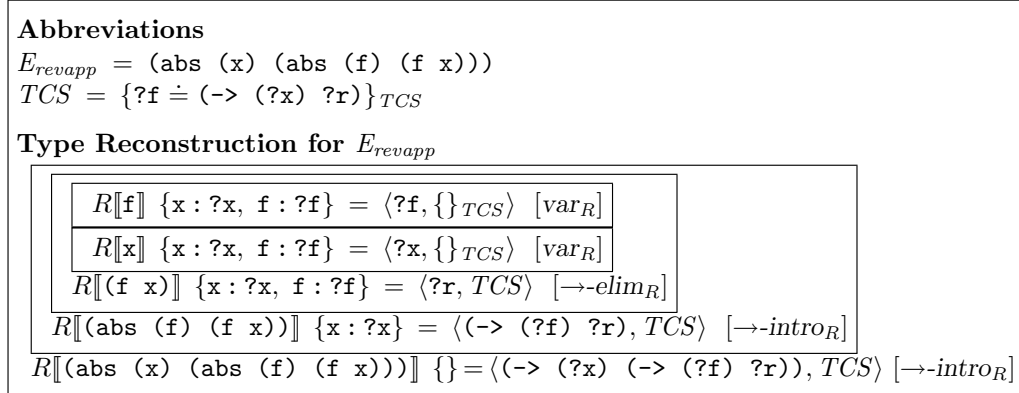 Abbreviations
E_revapp = (abs (x) (abs (f) (f x)))
TCS = {?f ≐ (-> (?x) ?r)}_TCS
Type Reconstruction for E_revapp
R⟦f⟧ {x : ?x, f : ?f} = ⟨?f, {}_TCS⟩ [var_R]
R⟦x⟧ {x : ?x, f : ?f} = ⟨?x, {}_TCS⟩ [var_R]
R⟦(f x)⟧ {x : ?x, f : ?f} = ⟨?r, TCS⟩ [→-elim_R]
R⟦(abs (f) (f x))⟧ {x : ?x} = ⟨(-> (?f) ?r), TCS⟩ [→-intro_R]
R⟦(abs (x) (abs (f) (f x)))⟧ {} = ⟨(-> (?x) (-> (?f) ?r)), TCS⟩ [→-intro_R]